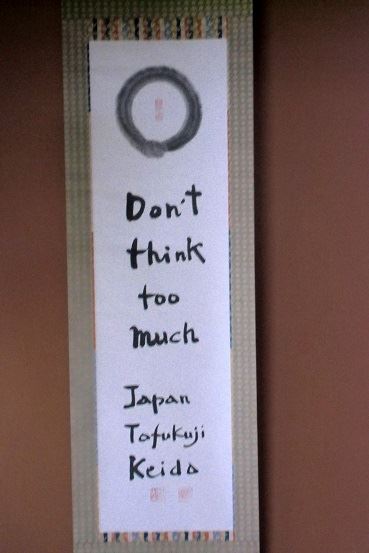 Don't
think
too
much
Japan
Tofukuji
Keido